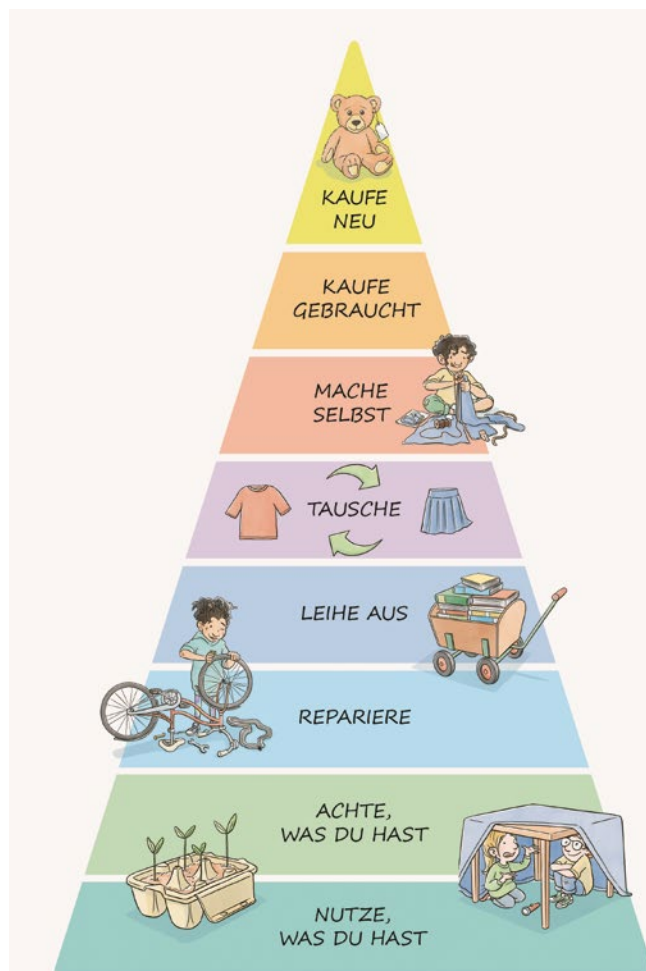 KAUFE
NEU
KAUFE
GEBRAUCHT
MACHE
SELBST
TAUSCHE
LEIHE AUS
REPARIERE
ACHTE,
WAS DU HAST
NUTZE,
WAS DU HAST